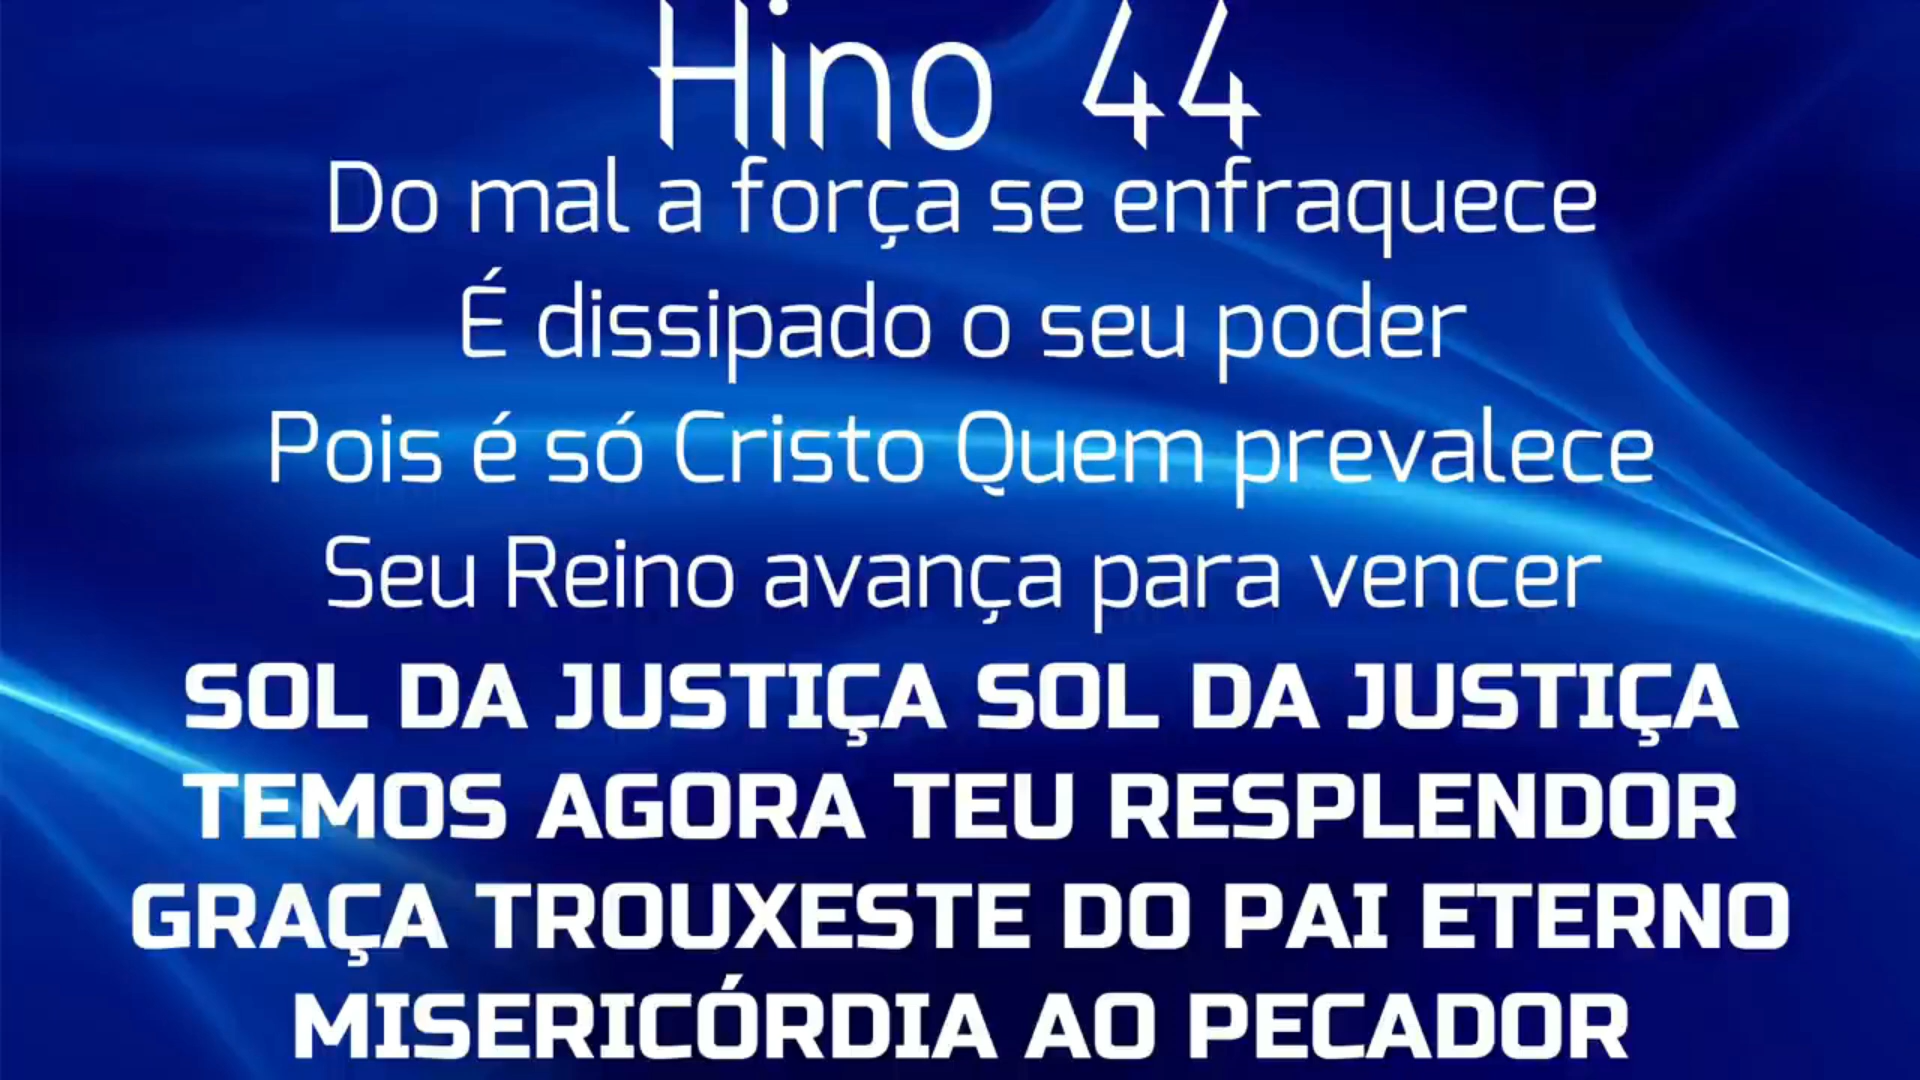 Hino 44
Do mal a força se enfraquece
É dissipado o seu poder
Pois é só Cristo Quem prevalece
Seu Reino avança para vencer
SOL DA JUSTIÇA SOL DA JUSTIÇA
TEMOS AGORA TEU RESPLENDOR
GRAÇA TROUXESTE DO PAI ETERNO
MISERICÓRDIA AO PECADOR